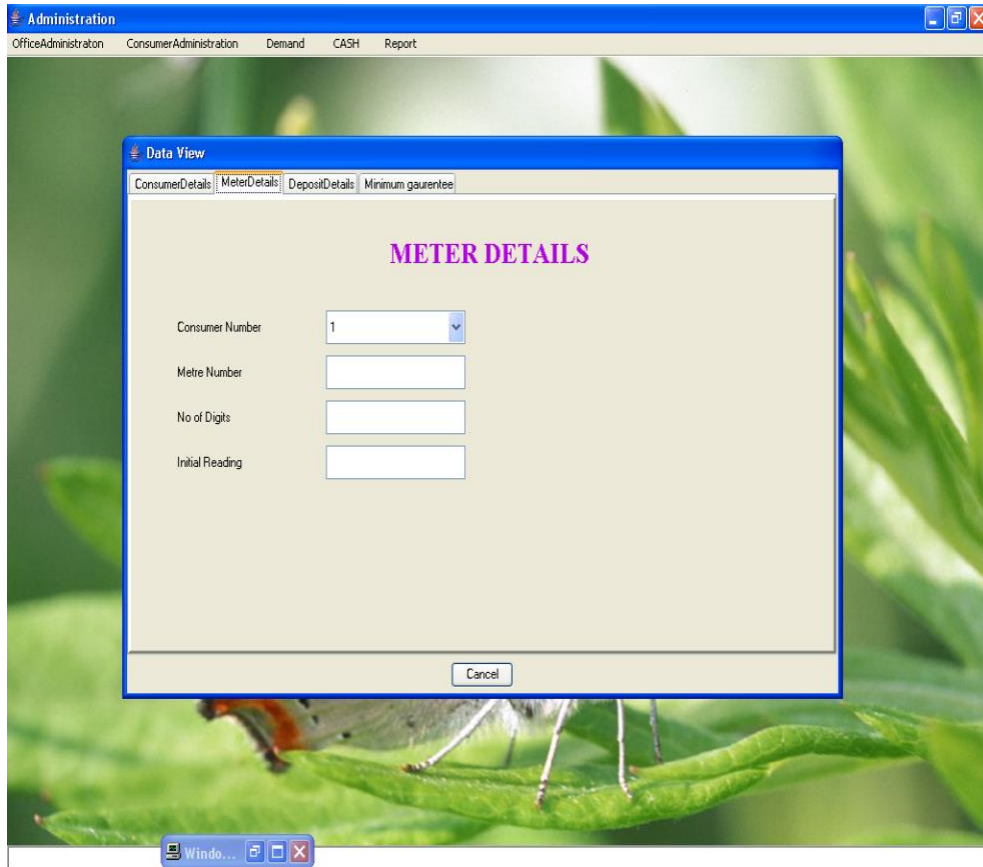 Administration
OfficeAdministraton ConsumerAdministration Demand CASH Report
Data View
ConsumerDetails MeterDetails DepositDetails Minimum gaurentee
METER DETAILS
Consumer Number 1
Metre Number
No of Digits
Initial Reading
Cancel
Windo...